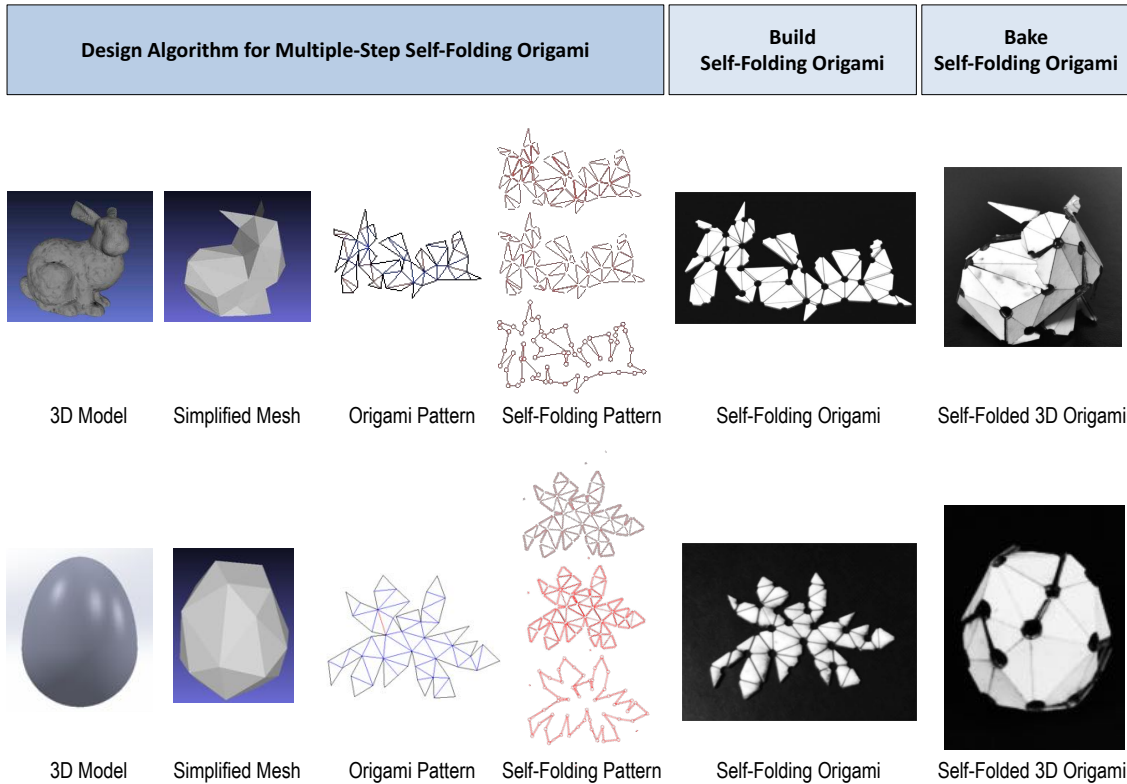 Design Algorithm for Multiple-Step Self-Folding Origami
Build
Self-Folding Origami
Bake
Self-Folding Origami
3D Model
Simplified Mesh
Origami Pattern
Self-Folding Pattern
Self-Folding Origami
Self-Folded 3D Origami
3D Model
Simplified Mesh
Origami Pattern
Self-Folding Pattern
Self-Folding Origami
Self-Folded 3D Origami